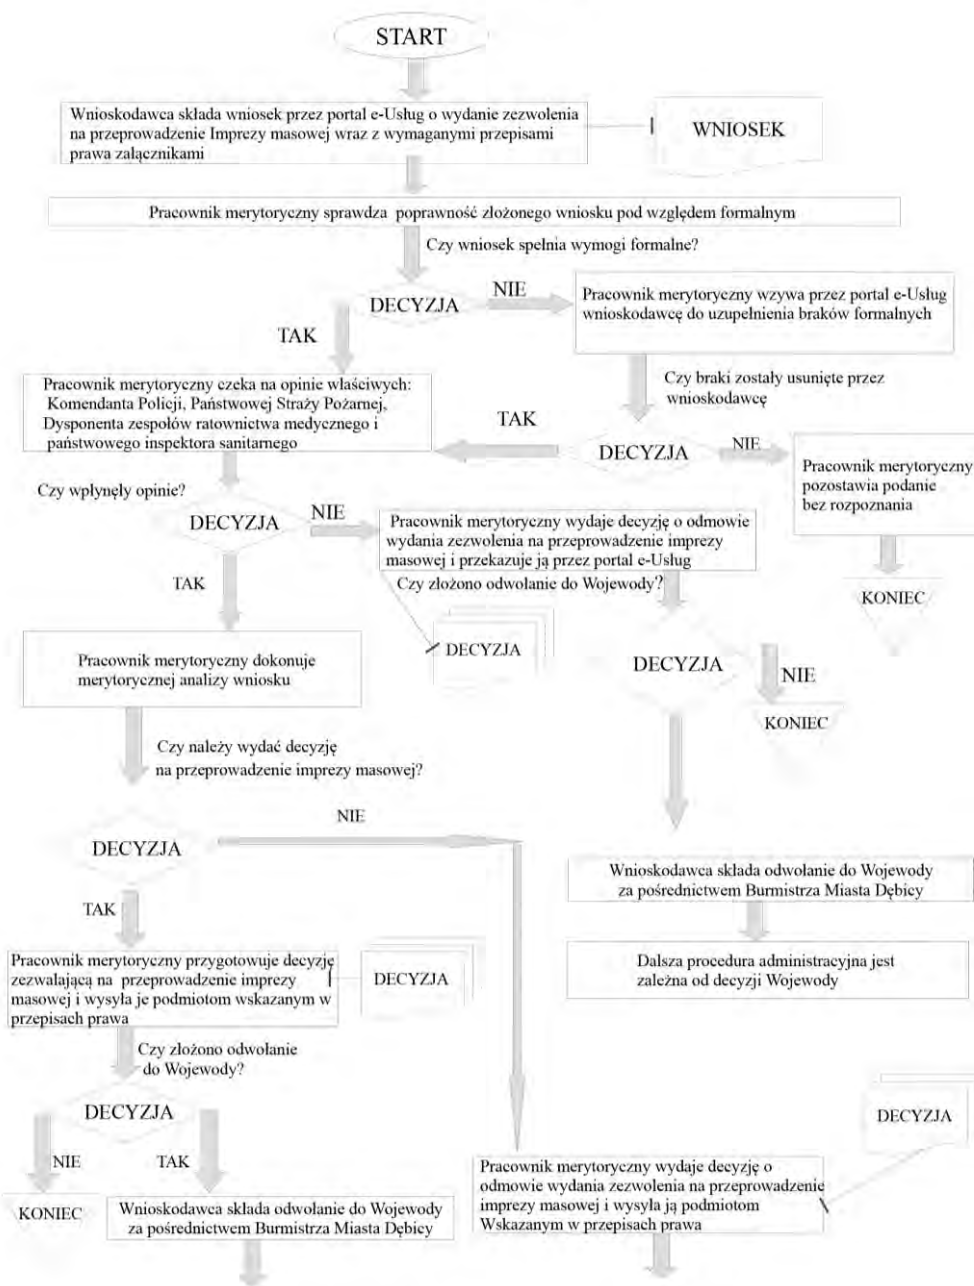 START
Wnioskodawca składa wniosek przez portal e-Usług o wydanie zezwolenia
na przeprowadzenie Imprezy masowej wraz z wymaganymi przepisami
prawa załącznikami
WNIOSEK
Pracownik merytoryczny sprawdza poprawność złożonego wniosku pod względem formalnym
Czy wniosek spełnia wymogi formalne?
DECYZJA
NIE
Pracownik merytoryczny wzywa przez portal e-Usług
wnioskodawcę do uzupełnienia braków formalnych
TAK
Pracownik merytoryczny czeka na opinie właściwych:
Komendanta Policji, Państwowej Straży Pożarnej,
Dysponenta zespołów ratownictwa medycznego i
państwowego inspektora sanitarnego
Czy braki zostały usunięte przez
wnioskodawcę
TAK
DECYZJA
NIE
Pracownik merytoryczny
pozostawia podanie
bez rozpoznania
KONIEC
Czy wpłynęły opinie?
DECYZJA
NIE
Pracownik merytoryczny wydaje decyzję o odmowie
wydania zezwolenia na przeprowadzenie imprezy
masowej i przekazuje ją przez portal e-Usług
Czy złożono odwołanie do Wojewody?
TAK
DECYZJA
DECYZJA
NIE
KONIEC
Pracownik merytoryczny dokonuje
merytorycznej analizy wniosku
Czy należy wydać decyzję
na przeprowadzenie imprezy masowej?
NIE
DECYZJA
Wnioskodawca składa odwołanie do Wojewody
za pośrednictwem Burmistrza Miasta Dębicy
TAK
Dalsza procedura administracyjna jest
zależna od decyzji Wojewody
Pracownik merytoryczny przygotowuje decyzję
zezwalającą na przeprowadzenie imprezy
masowej i wysyła je podmiotom wskazanym w
przepisach prawa
DECYZJA
Czy złożono odwołanie
do Wojewody?
DECYZJA
DECYZJA
NIE
TAK
Pracownik merytoryczny wydaje decyzję o
odmowie wydania zezwolenia na przeprowadzenie
imprezy masowej i wysyła ją podmiotom
Wskazanym w przepisach prawa
KONIEC
Wnioskodawca składa odwołanie do Wojewody
za pośrednictwem Burmistrza Miasta Dębicy